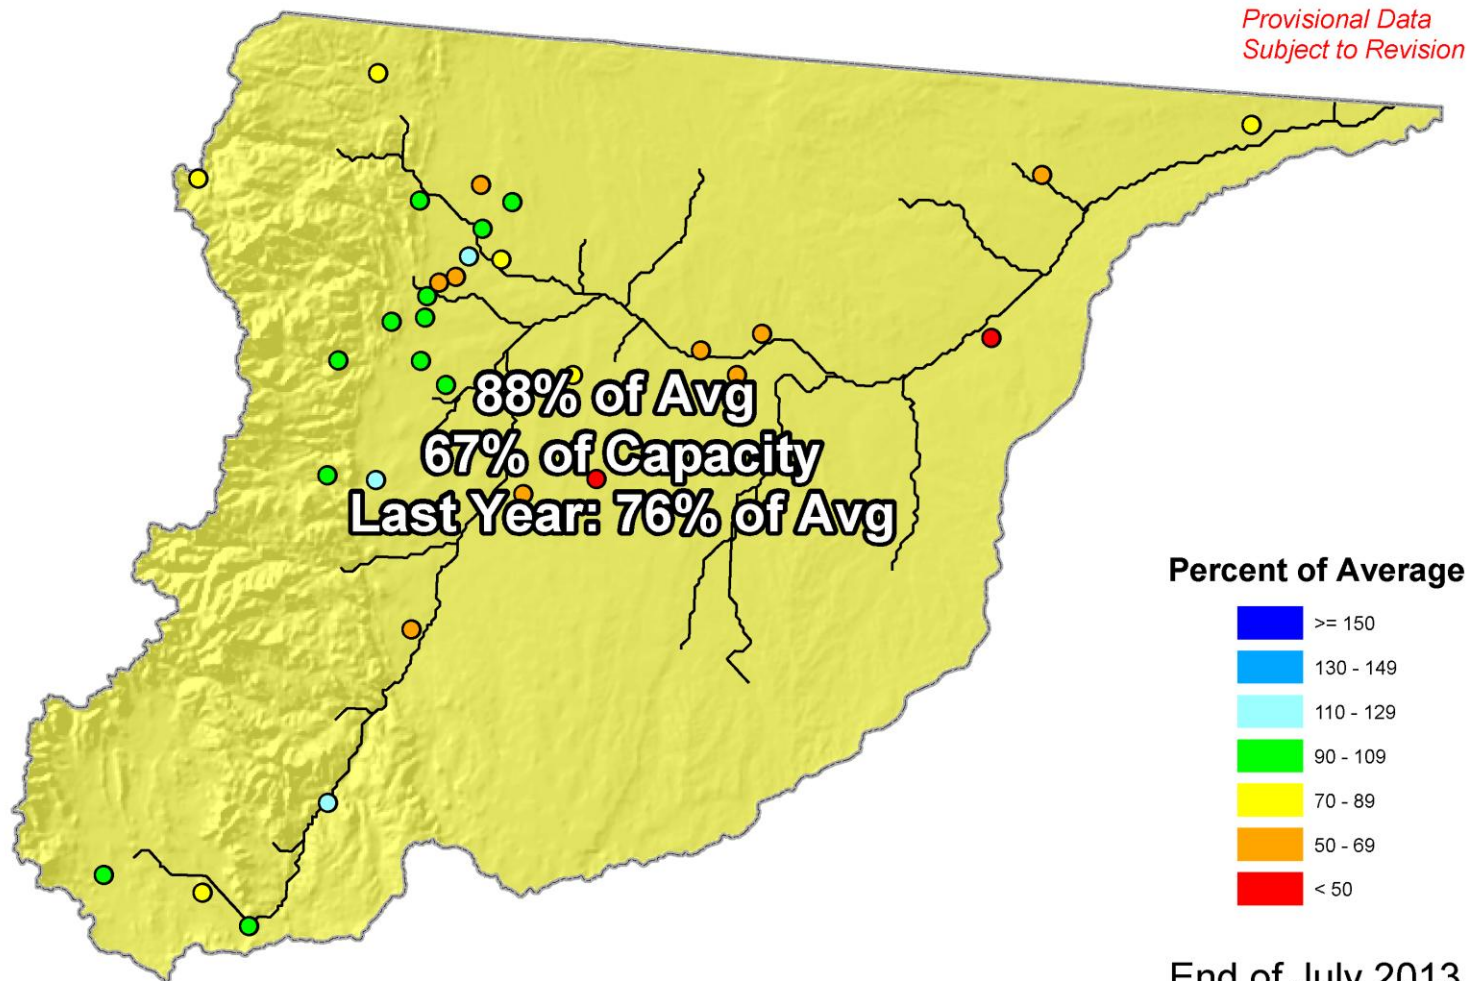 Provisional Data
Subject to Revision
88% of Avg
67% of Capacity
Last Year: 76% of Avg
Percent of Average
>= 150
130 - 149
110 - 129
90 - 109
70 - 89
50 - 69
< 50
End of July 2013